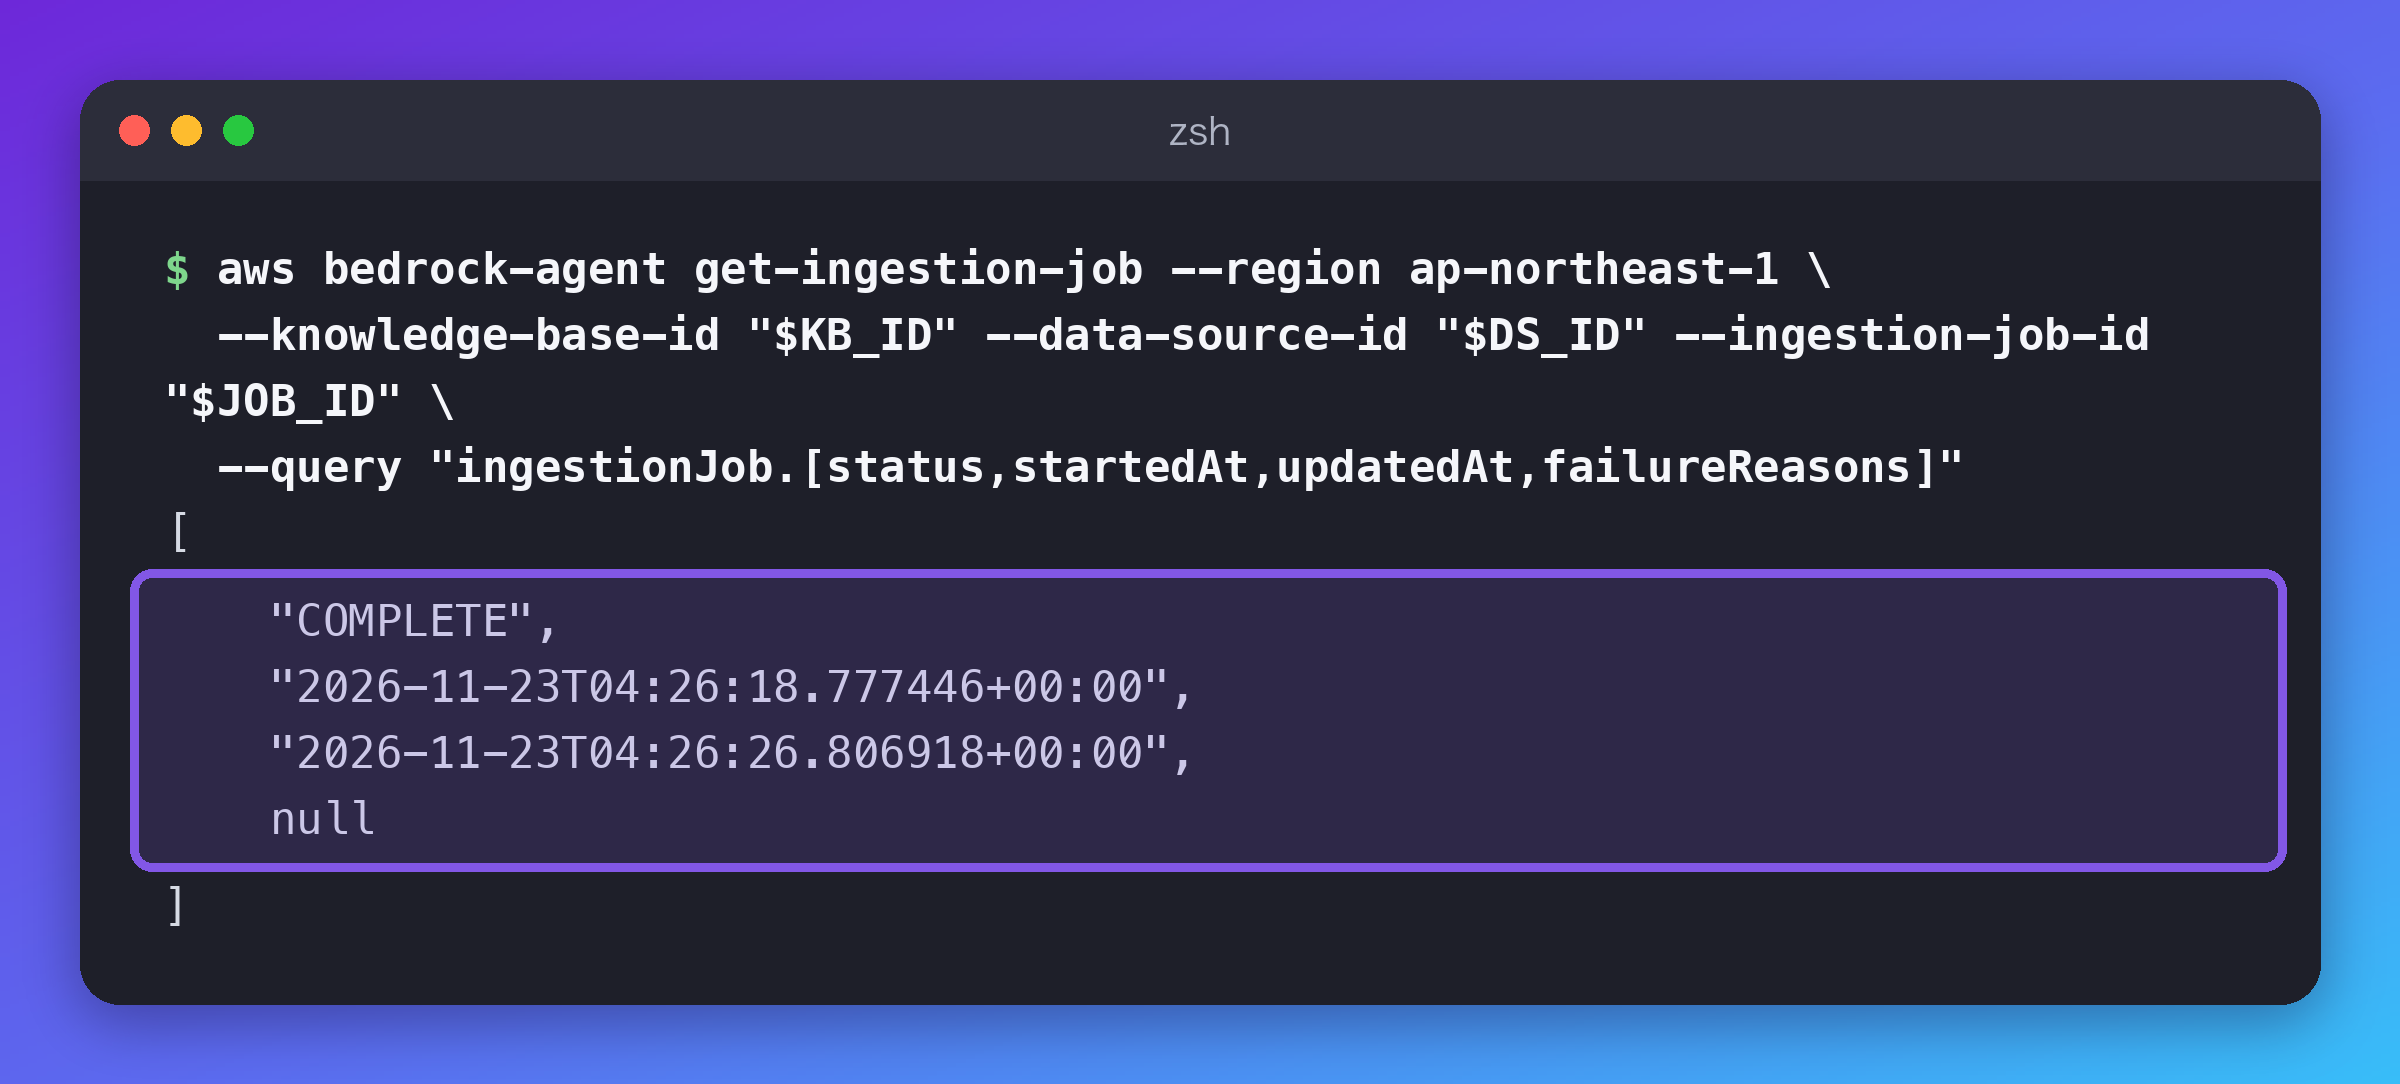 zsh
$ aws bedrock-agent get-ingestion-job --region ap-northeast-1 \
  --knowledge-base-id "$KB_ID" --data-source-id "$DS_ID" --ingestion-job-id
"$JOB_ID" \
  --query "ingestionJob.[status,startedAt,updatedAt,failureReasons]"
[
    "COMPLETE",
    "2026-11-23T04:26:18.777446+00:00",
    "2026-11-23T04:26:26.806918+00:00",
    null
]